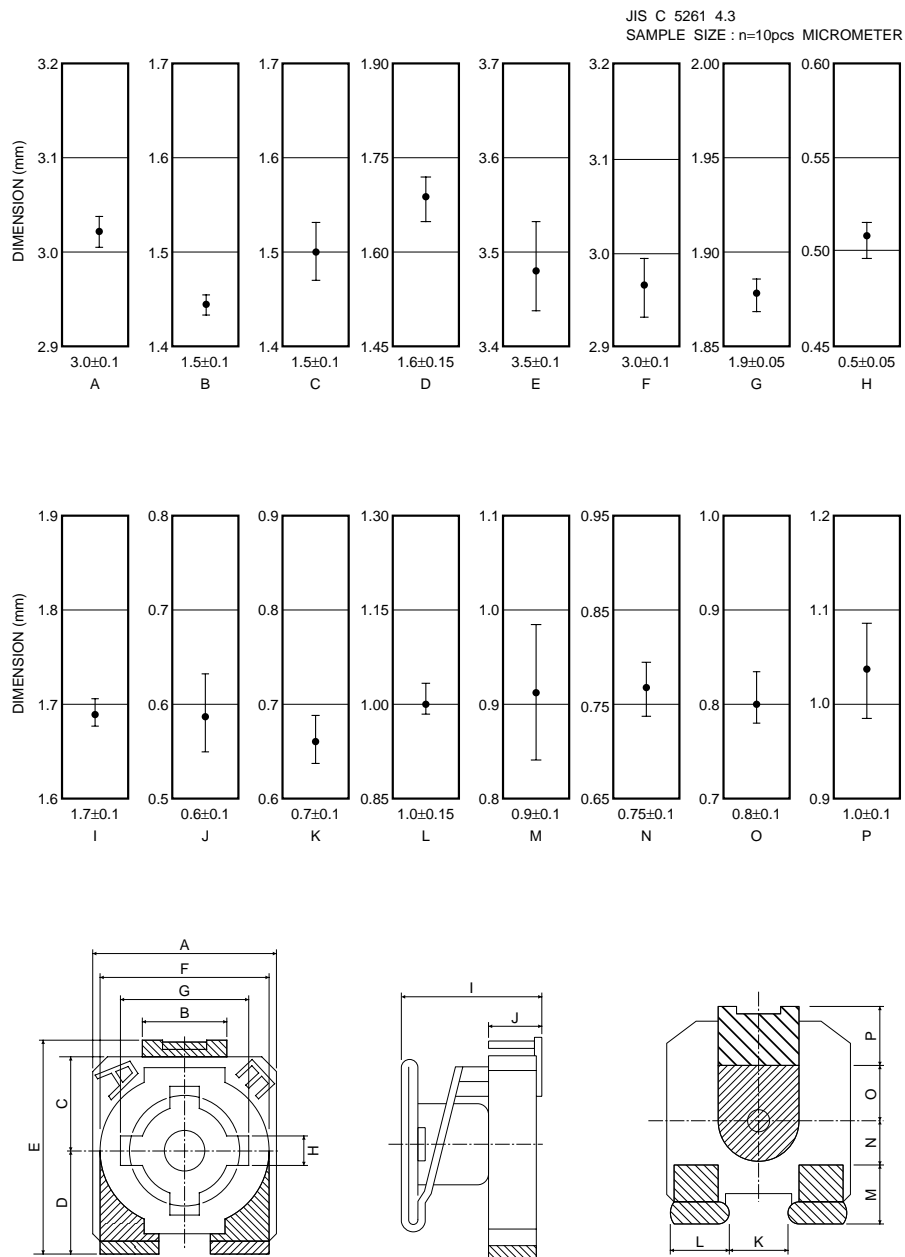 JIS C 5261 4.3
SAMPLE SIZE : n=10pcs MICROMETER
DIMENSION (mm)
3.2 1.7 1.7 1.90 3.7 3.2 2.00 0.60
3.1 1.6 1.6 1.75 3.6 3.1 1.95 0.55
3.0 1.5 1.5 1.60 3.5 3.0 1.90 0.50
2.9 1.4 1.4 1.45 3.4 2.9 1.85 0.45
3.0±0.1 1.5±0.1 1.5±0.1 1.6±0.15 3.5±0.1 3.0±0.1 1.9±0.05 0.5±0.05
A B C D E F G H
DIMENSION (mm)
1.9 0.8 0.9 1.30 1.1 0.95 1.0 1.2
1.8 0.7 0.8 1.15 1.0 0.85 0.9 1.1
1.7 0.6 0.7 1.00 0.9 0.75 0.8 1.0
1.6 0.5 0.6 0.85 0.8 0.65 0.7 0.9
1.7±0.1 0.6±0.1 0.7±0.1 1.0±0.15 0.9±0.1 0.75±0.1 0.8±0.1 1.0±0.1
I J K L M N O P
A
F
G
B
C
E
D
H
I
J
P
O
N
M
L K